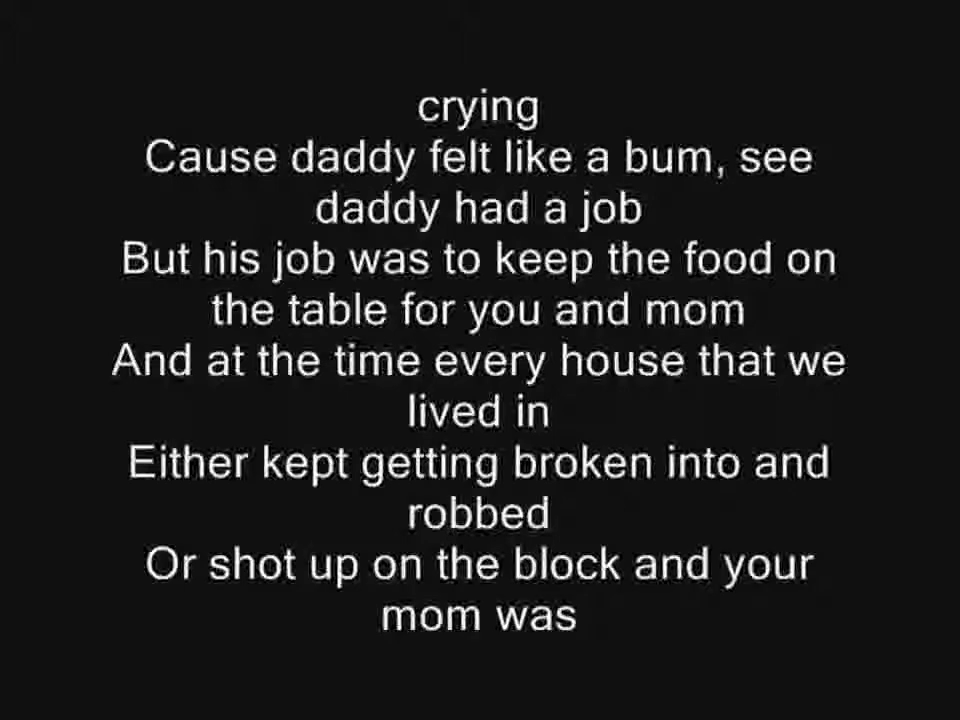 crying
Cause daddy felt like a bum, see
daddy had a job
But his job was to keep the food on
the table for you and mom
And at the time every house that we
lived in
Either kept getting broken into and
robbed
Or shot up on the block and your
mom was